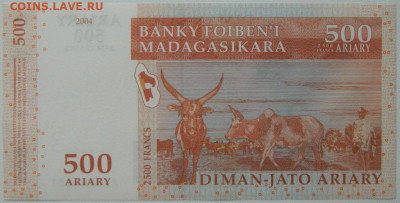 COINS.LAVE.RU
2004
BANKY FOIBEN'I
MADAGASIKARA
500
ARIARY
500
500
ARIARY
2500 FRANCS
DIMAN-JATO ARIARY